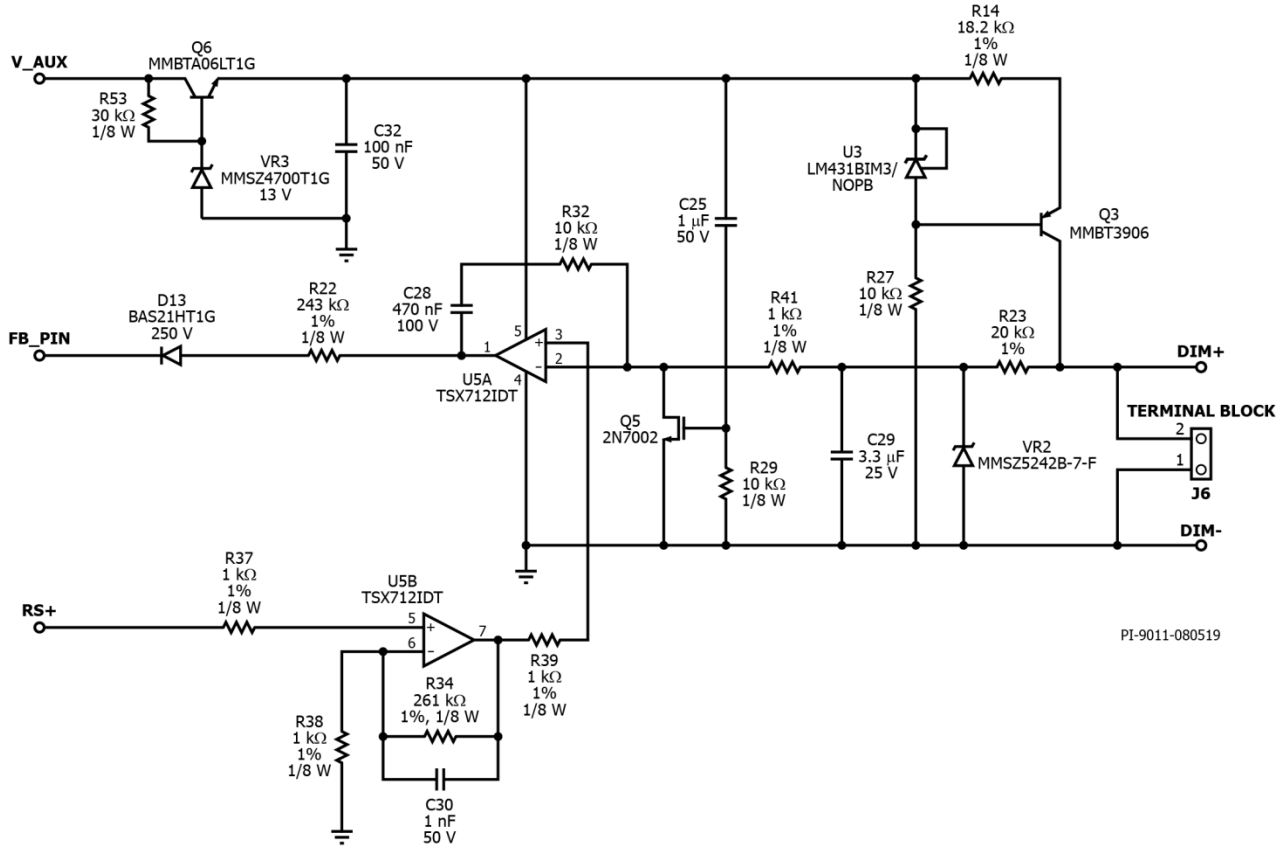 V_AUX
Q6
MMBTA06LT1G
R53
30 kΩ
1/8 W
VR3
MMSZ4700T1G
13 V
C32
100 nF
50 V
R14
18.2 kΩ
1%
1/8 W
U3
LM431BIM3/
NOPB
Q3
MMBT3906
C25
1 μF
50 V
R32
10 kΩ
1/8 W
R27
10 kΩ
1/8 W
C28
470 nF
100 V
R41
1 kΩ
1%
1/8 W
R23
20 kΩ
1%
FB_PIN
D13
BAS21HT1G
250 V
R22
243 kΩ
1%
1/8 W
5
3
1
+
2
-
4
U5A
TSX712IDT
DIM+
TERMINAL BLOCK
2
1
J6
Q5
2N7002
R29
10 kΩ
1/8 W
C29
3.3 μF
25 V
VR2
MMSZ5242B-7-F
DIM-
RS+
R37
1 kΩ
1%
1/8 W
U5B
TSX712IDT
5
+
6
-
7
R39
1 kΩ
1%
1/8 W
R34
261 kΩ
1%, 1/8 W
R38
1 kΩ
1%
1/8 W
C30
1 nF
50 V
PI-9011-080519